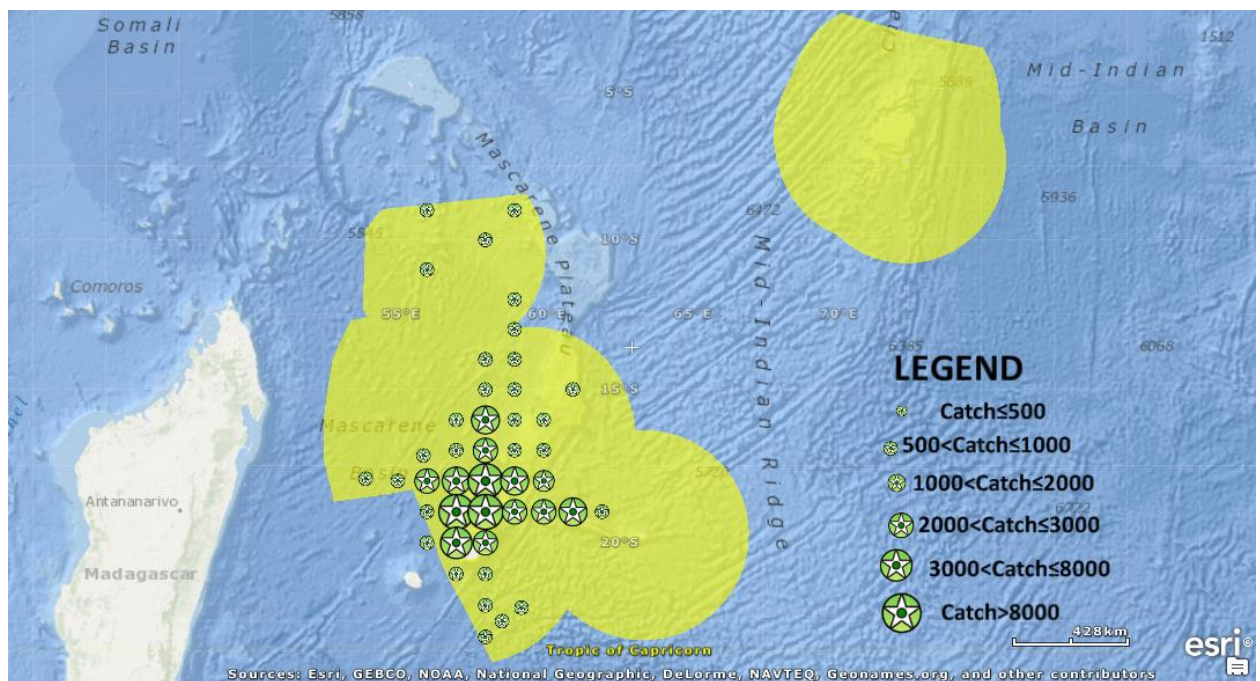 Somali
Basin
5858
1512
Mid-Indian
Basin
5°S
5689
Mascarene Plateau
5936
6472
5545
10°S
Mid-Indian Ridge
Comoros
55°E
60°E
65°E
70°E
6385
6068
LEGEND
15°S
Catch≤500
Mascarene
500<Catch≤1000
Antananarivo
1000<Catch≤2000
6722
2000<Catch≤3000
20°S
3000<Catch≤8000
Madagascar
Catch>8000
428km
Tropic of Capricorn
esri
Sources: Esri, GEBCO, NOAA, National Geographic, DeLorme, NAVTEQ, Geonames.org, and other contributors